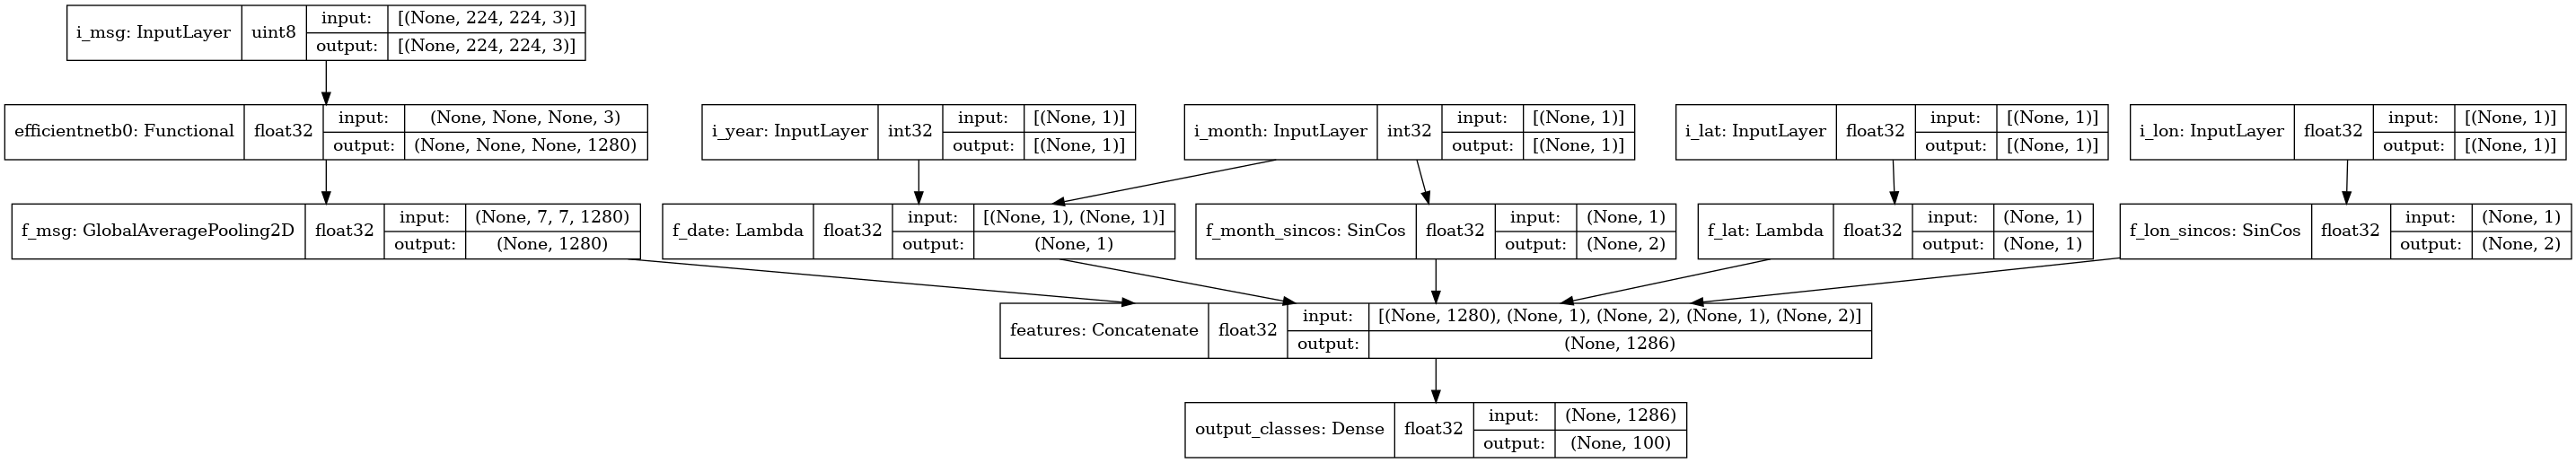 i_msg: InputLayer uint8 input: [(None, 224, 224, 3)]
output: [(None, 224, 224, 3)]
efficientnetb0: Functional float32 input: (None, None, None, 3)
output: (None, None, None, 1280)
i_year: InputLayer int32 input: [(None, 1)]
output: [(None, 1)]
i_month: InputLayer int32 input: [(None, 1)]
output: [(None, 1)]
i_lat: InputLayer float32 input: [(None, 1)]
output: [(None, 1)]
i_lon: InputLayer float32 input: [(None, 1)]
output: [(None, 1)]
f_msg: GlobalAveragePooling2D float32 input: (None, 7, 7, 1280)
output: (None, 1280)
f_date: Lambda float32 input: [(None, 1), (None, 1)]
output: (None, 1)
f_month_sincos: SinCos float32 input: (None, 1)
output: (None, 2)
f_lat: Lambda float32 input: (None, 1)
output: (None, 1)
f_lon_sincos: SinCos float32 input: (None, 1)
output: (None, 2)
features: Concatenate float32 input: [(None, 1280), (None, 1), (None, 2), (None, 1), (None, 2)]
output: (None, 1286)
output_classes: Dense float32 input: (None, 1286)
output: (None, 100)